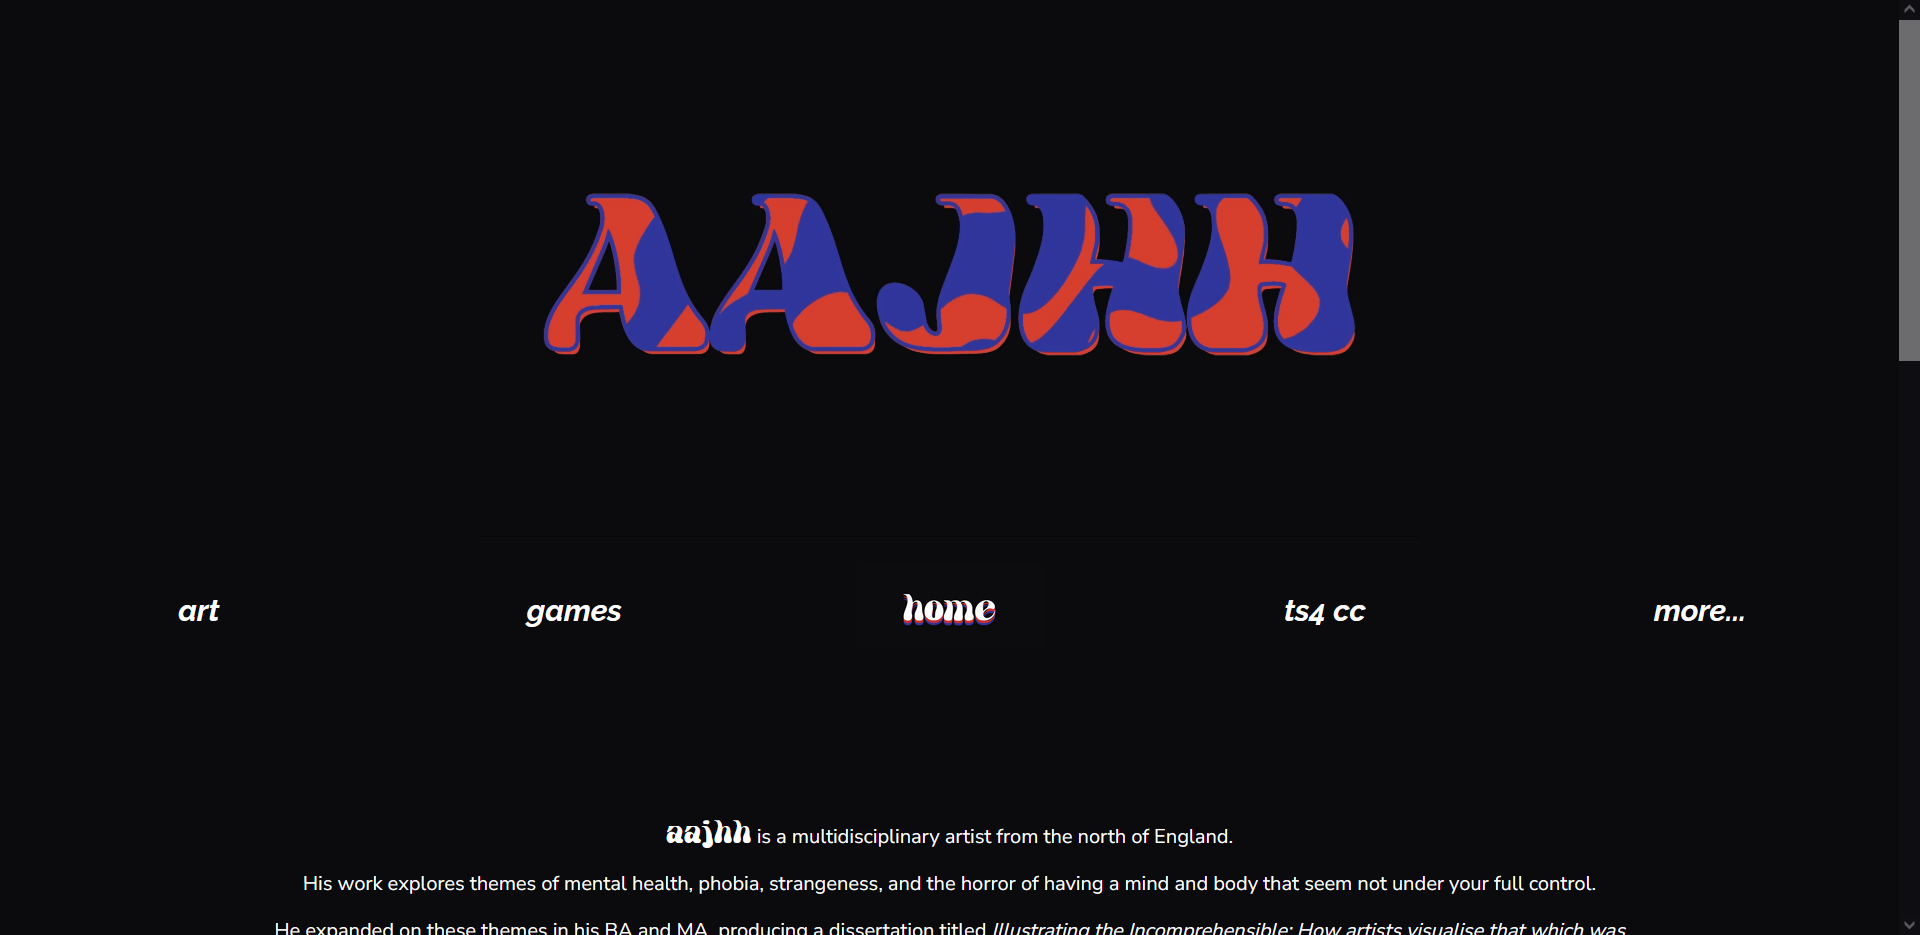 AAJHH
art games home ts4 cc more...
aajhh is a multidisciplinary artist from the north of England.
His work explores themes of mental health, phobia, strangeness, and the horror of having a mind and body that seem not under your full control.
He expanded on these themes in his BA and MA, producing a dissertation titled Illustrating the Incomprehensible: How artists visualise that which was